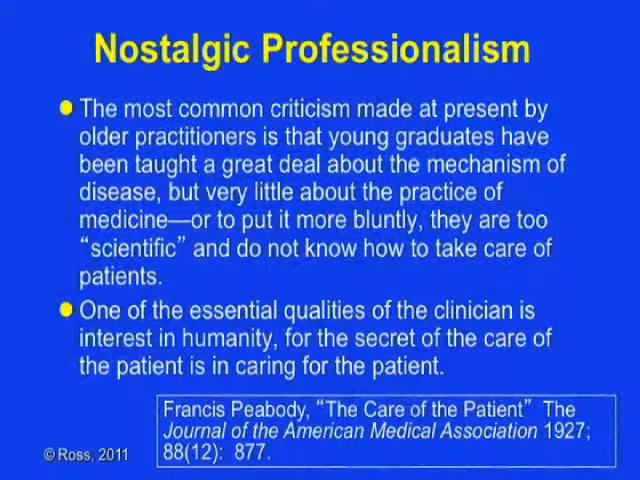 Nostalgic Professionalism
The most common criticism made at present by
older practitioners is that young graduates have
been taught a great deal about the mechanism of
disease, but very little about the practice of
medicine—or to put it more bluntly, they are too
“scientific” and do not know how to take care of
patients.
One of the essential qualities of the clinician is
interest in humanity, for the secret of the care of
the patient is in caring for the patient.
Francis Peabody, “The Care of the Patient” The
Journal of the American Medical Association 1927;
88(12): 877.
© Ross, 2011